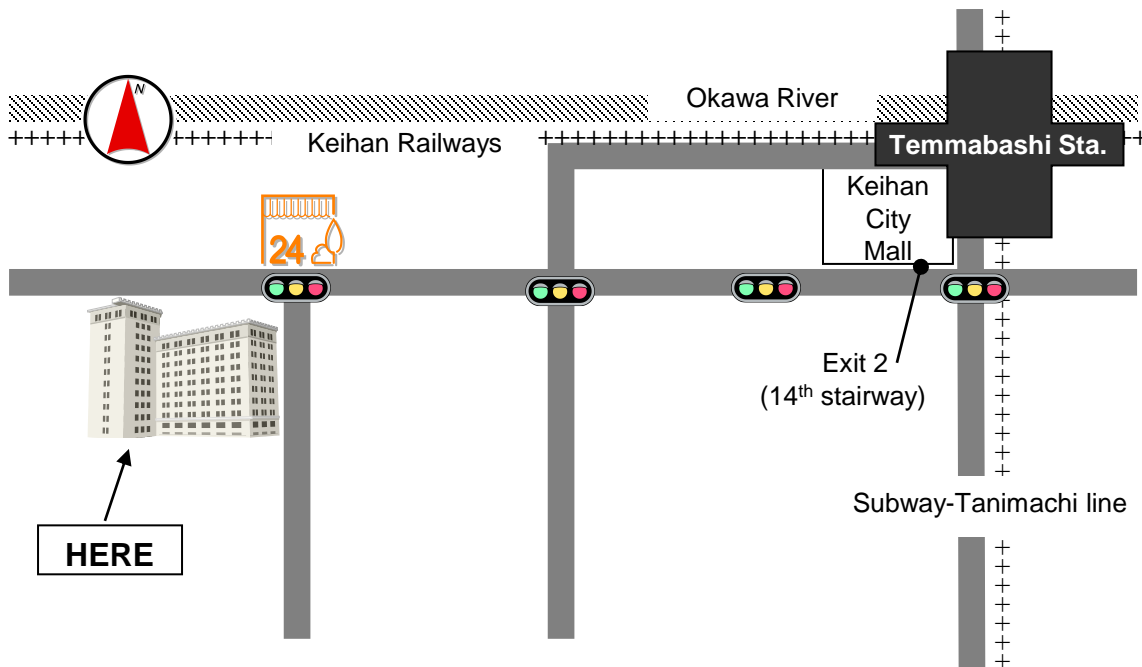 N
Okawa River
Keihan Railways
Temmabashi Sta.
Keihan
City
Mall
24
Exit 2
(14th stairway)
Subway-Tanimachi line
HERE